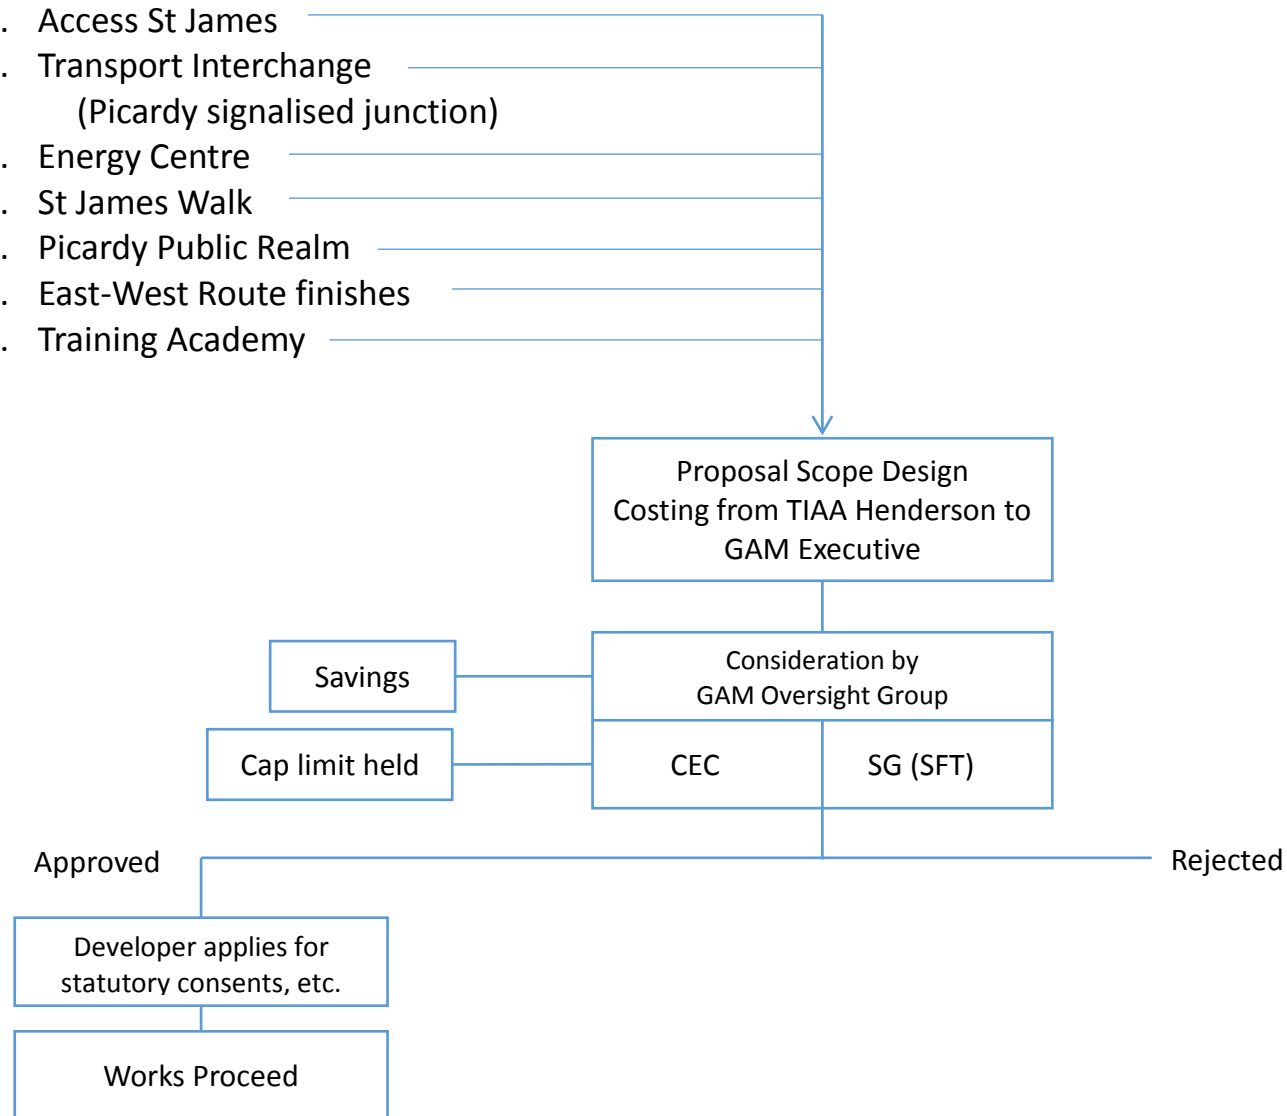 . Access St James
. Transport Interchange
(Picardy signalised junction)
. Energy Centre
. St James Walk
. Picardy Public Realm
. East-West Route finishes
. Training Academy
Proposal Scope Design
Costing from TIAA Henderson to
GAM Executive
Savings
Consideration by
GAM Oversight Group
Cap limit held
CEC
SG (SFT)
Approved
Rejected
Developer applies for
statutory consents, etc.
Works Proceed